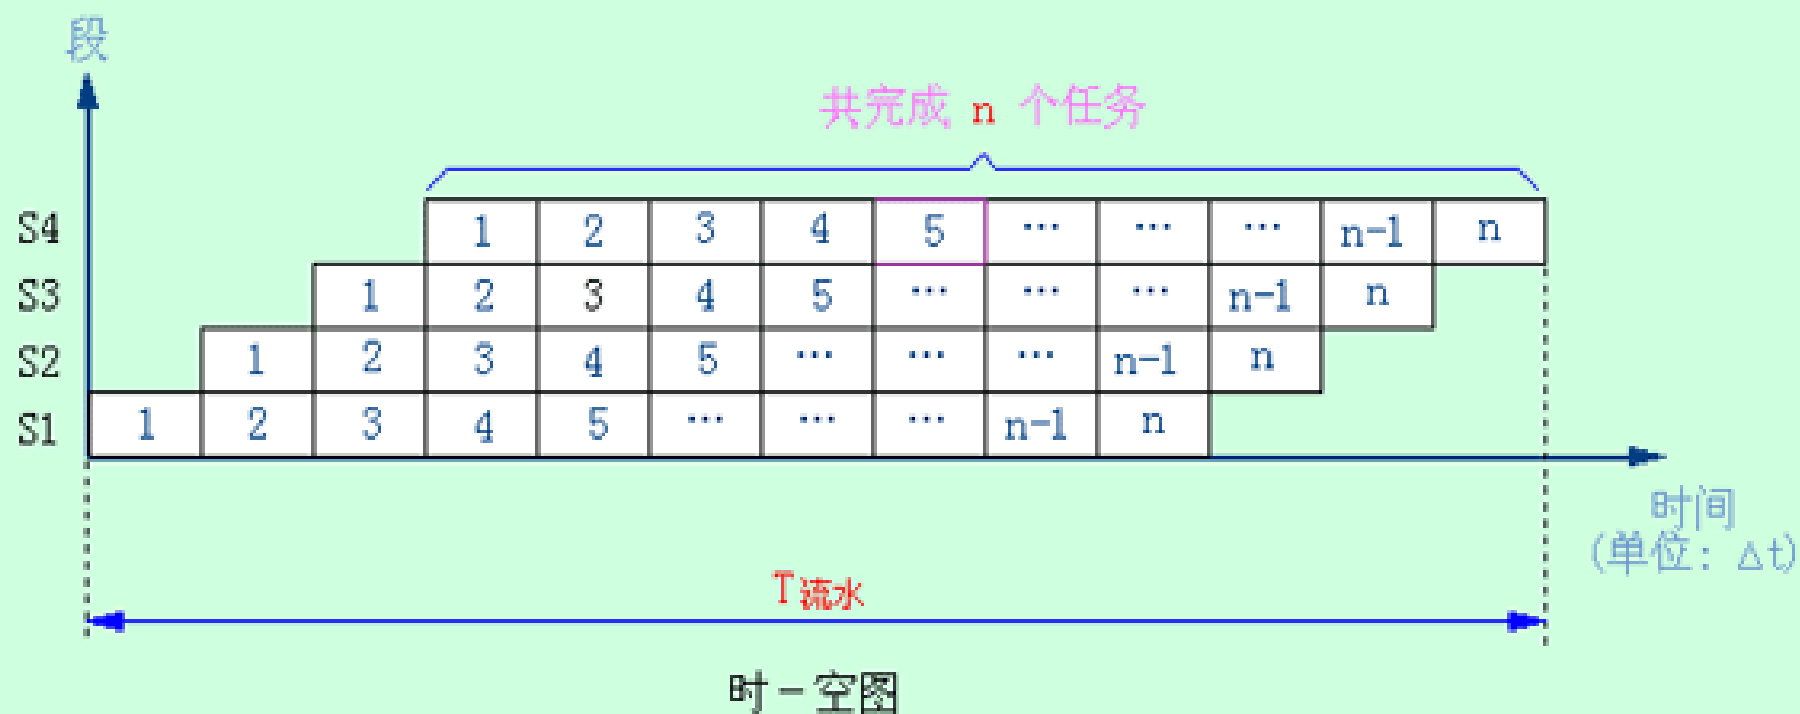 段
共完成 n 个任务
S4 1 2 3 4 5 ··· ··· ··· n-1 n
S3 1 2 3 4 5 ··· ··· ··· n-1 n
S2 1 2 3 4 5 ··· ··· ··· n-1 n
S1 1 2 3 4 5 ··· ··· ··· n-1 n
时间
(单位：Δt)
T流水
时－空图